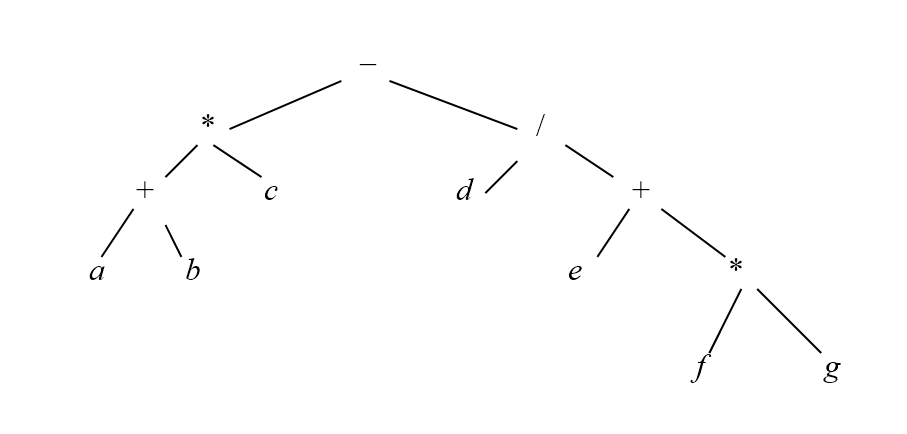 −
* /
+ c d +
a b e *
f g